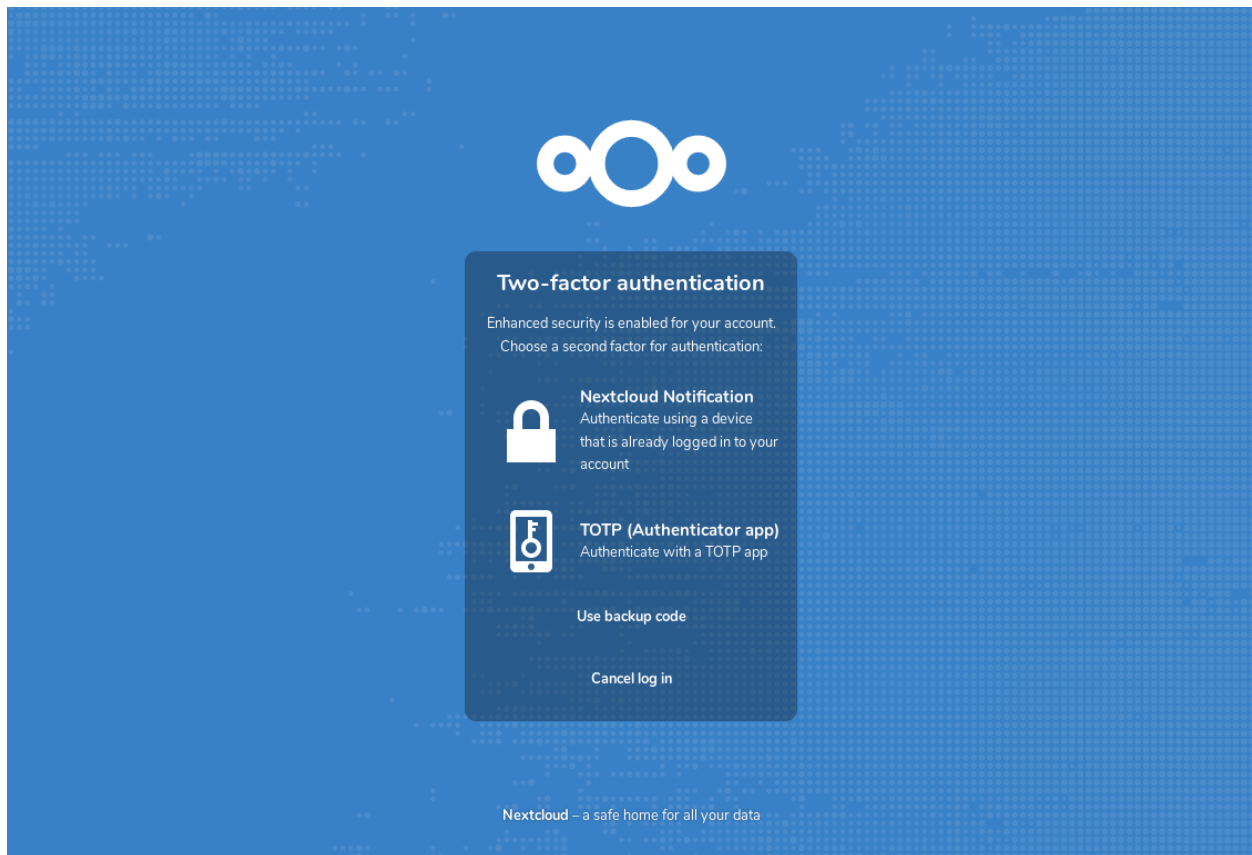 Two-factor authentication
Enhanced security is enabled for your account.
Choose a second factor for authentication:
Nextcloud Notification
Authenticate using a device
that is already logged in to your
account
TOTP (Authenticator app)
Authenticate with a TOTP app
Use backup code
Cancel log in
Nextcloud – a safe home for all your data